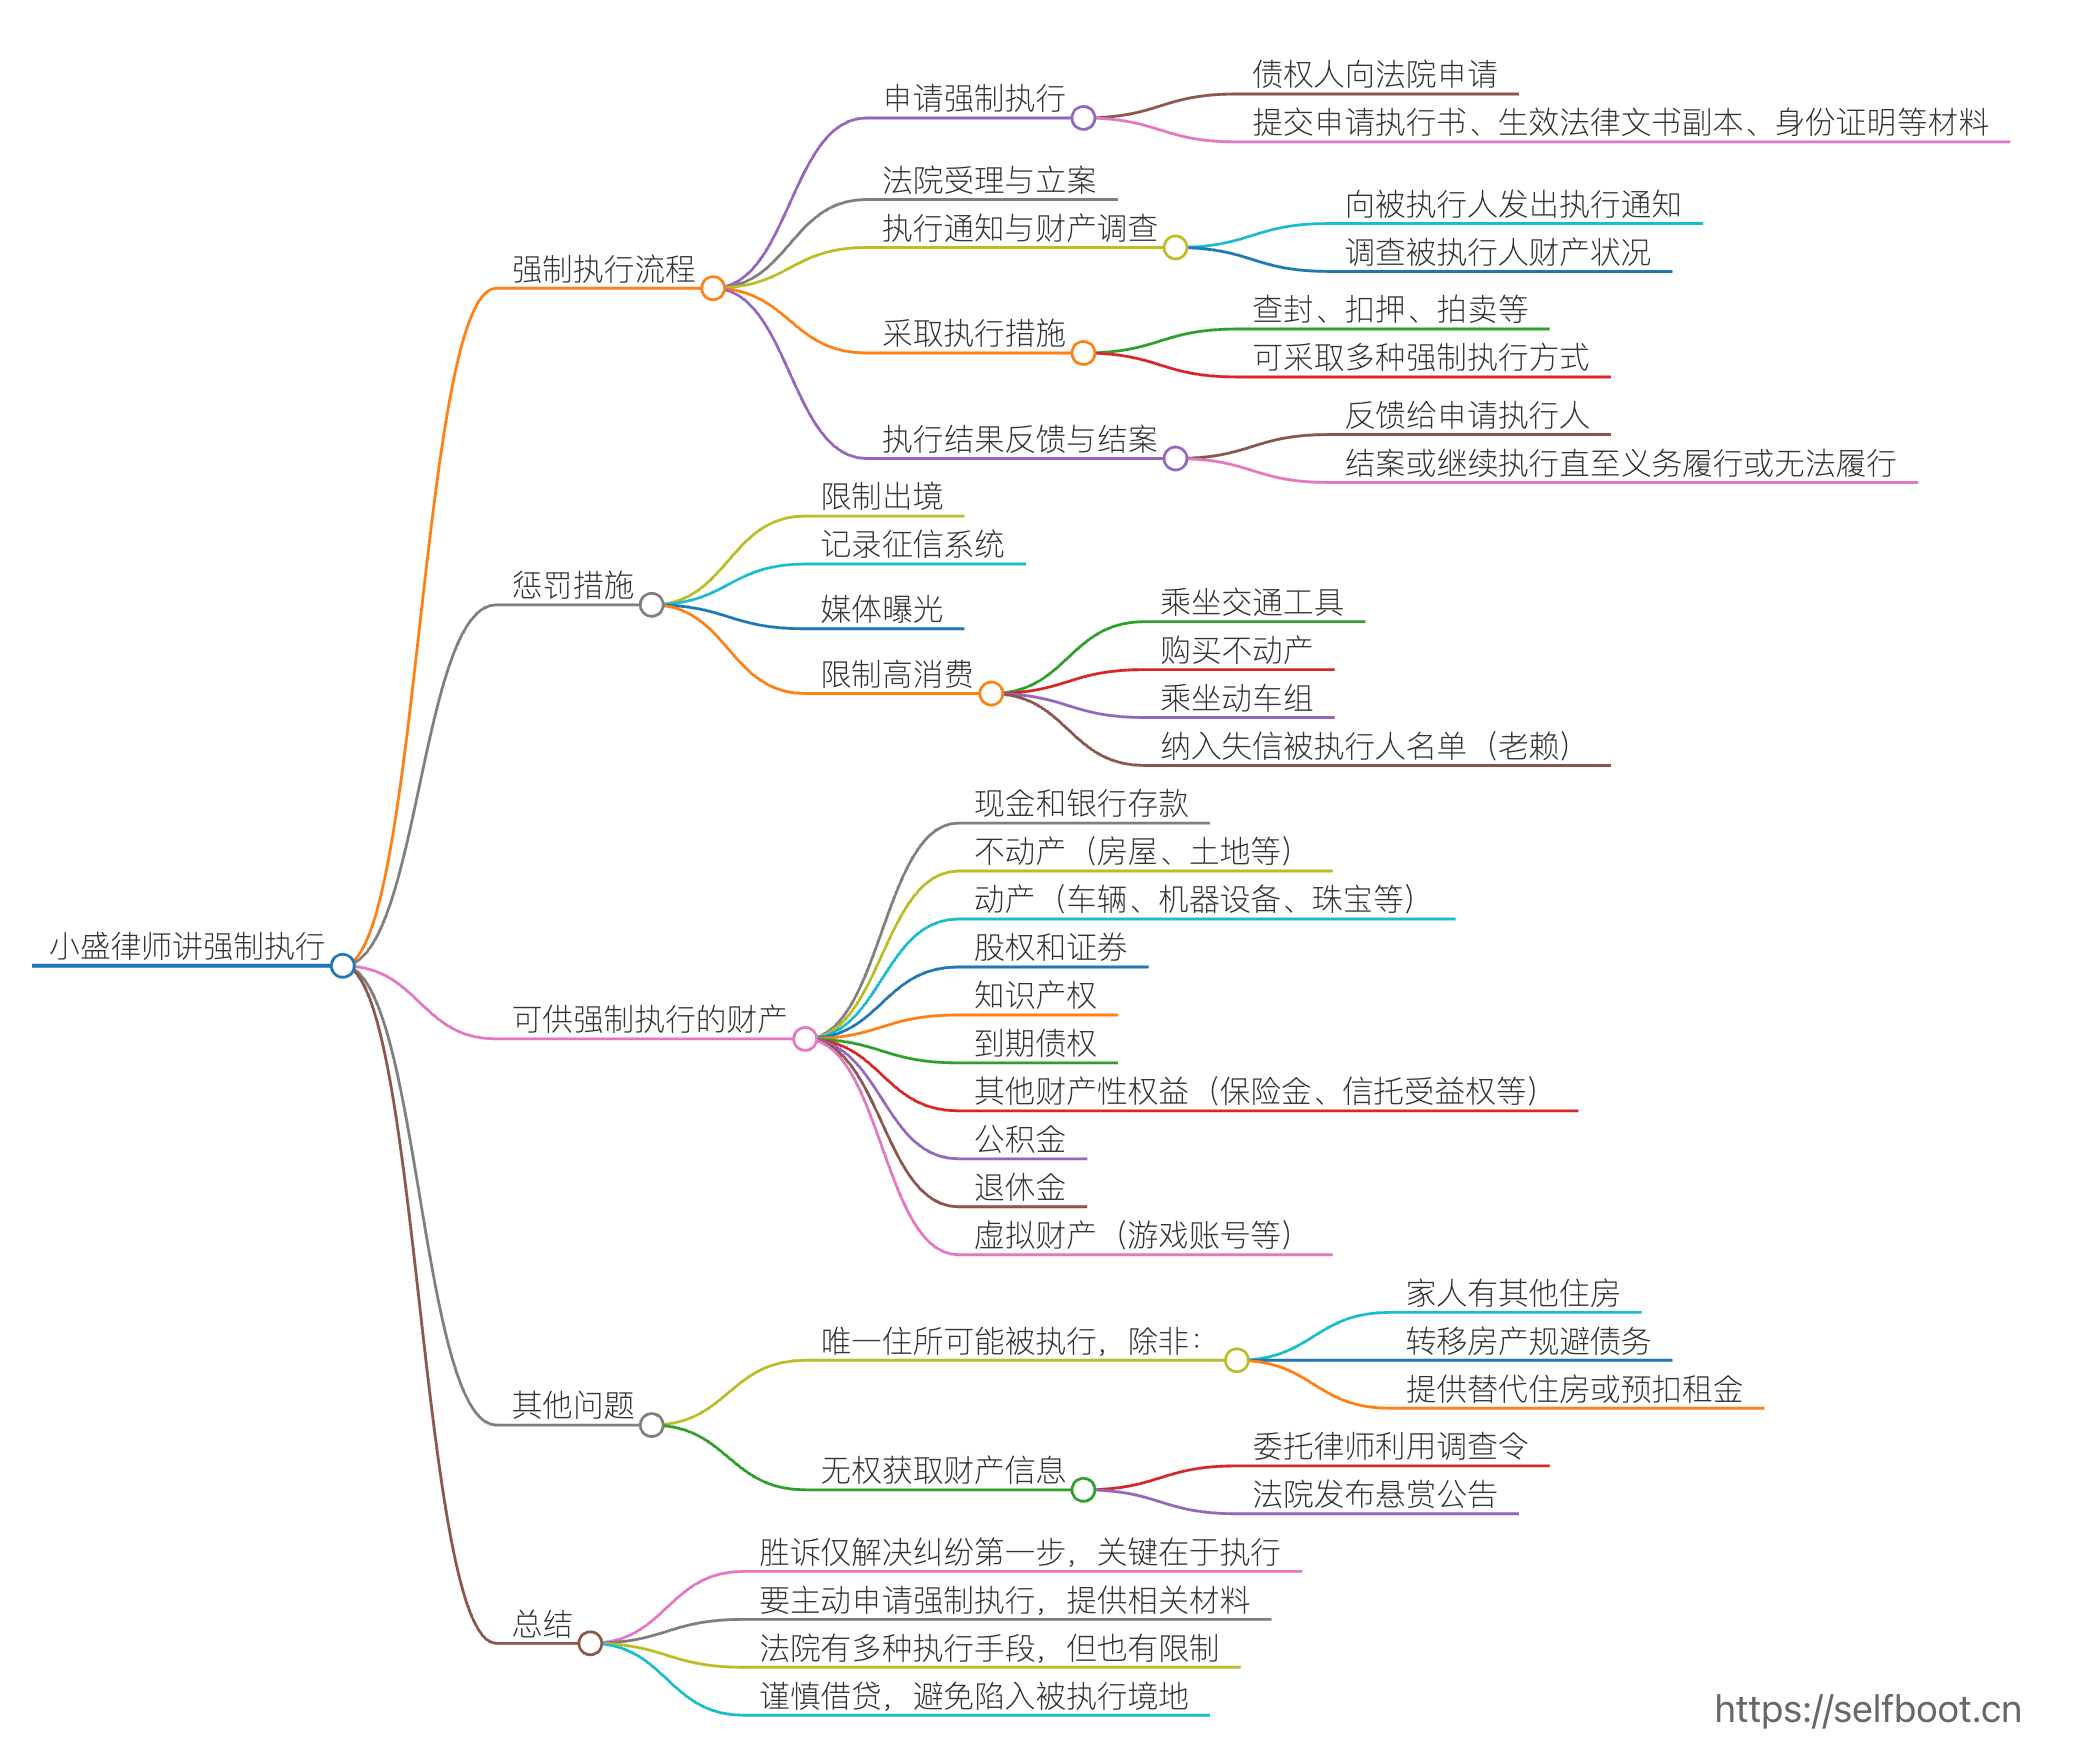 小盛律师讲强制执行
强制执行流程
申请强制执行
债权人向法院申请
提交申请执行书、生效法律文书副本、身份证明等材料
法院受理与立案
执行通知与财产调查
向被执行人发出执行通知
调查被执行人财产状况
采取执行措施
查封、扣押、拍卖等
可采取多种强制执行方式
执行结果反馈与结案
反馈给申请执行人
结案或继续执行直至义务履行或无法履行
惩罚措施
限制出境
记录征信系统
媒体曝光
限制高消费
乘坐交通工具
购买不动产
乘坐动车组
纳入失信被执行人名单（老赖）
可供强制执行的财产
现金和银行存款
不动产（房屋、土地等）
动产（车辆、机器设备、珠宝等）
股权和证券
知识产权
到期债权
其他财产性权益（保险金、信托受益权等）
公积金
退休金
虚拟财产（游戏账号等）
其他问题
唯一住所可能被执行，除非：
家人有其他住房
转移房产规避债务
提供替代住房或预扣租金
无权获取财产信息
委托律师利用调查令
法院发布悬赏公告
总结
胜诉仅解决纠纷第一步，关键在于执行
要主动申请强制执行，提供相关材料
法院有多种执行手段，但也有限制
谨慎借贷，避免陷入被执行境地
https://selfboot.cn